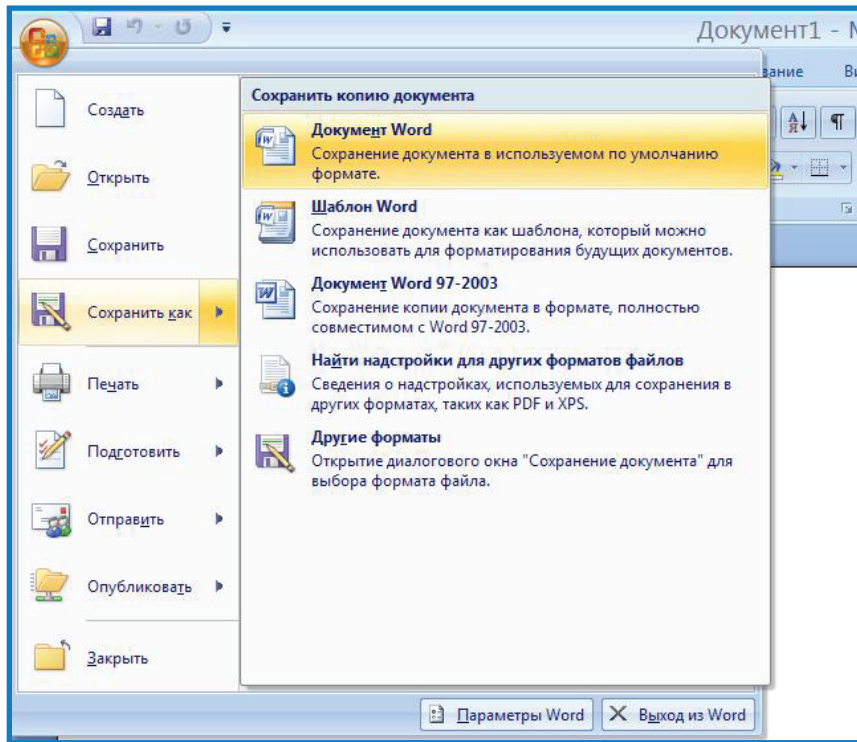 Документ1 -
Создать
Открыть
Сохранить
Сохранить как
Печать
Подготовить
Отправить
Опубликовать
Закрыть
Сохранить копию документа
Документ Word
Сохранение документа в используемом по умолчанию
формате.
Шаблон Word
Сохранение документа как шаблона, который можно
использовать для форматирования будущих документов.
Документ Word 97-2003
Сохранение копии документа в формате, полностью
совместимом с Word 97-2003.
Найти надстройки для других форматов файлов
Сведения о надстройках, используемых для сохранения в
других форматах, таких как PDF и XPS.
Другие форматы
Открытие диалогового окна "Сохранение документа" для
выбора формата файла.
Параметры Word
Выход из Word